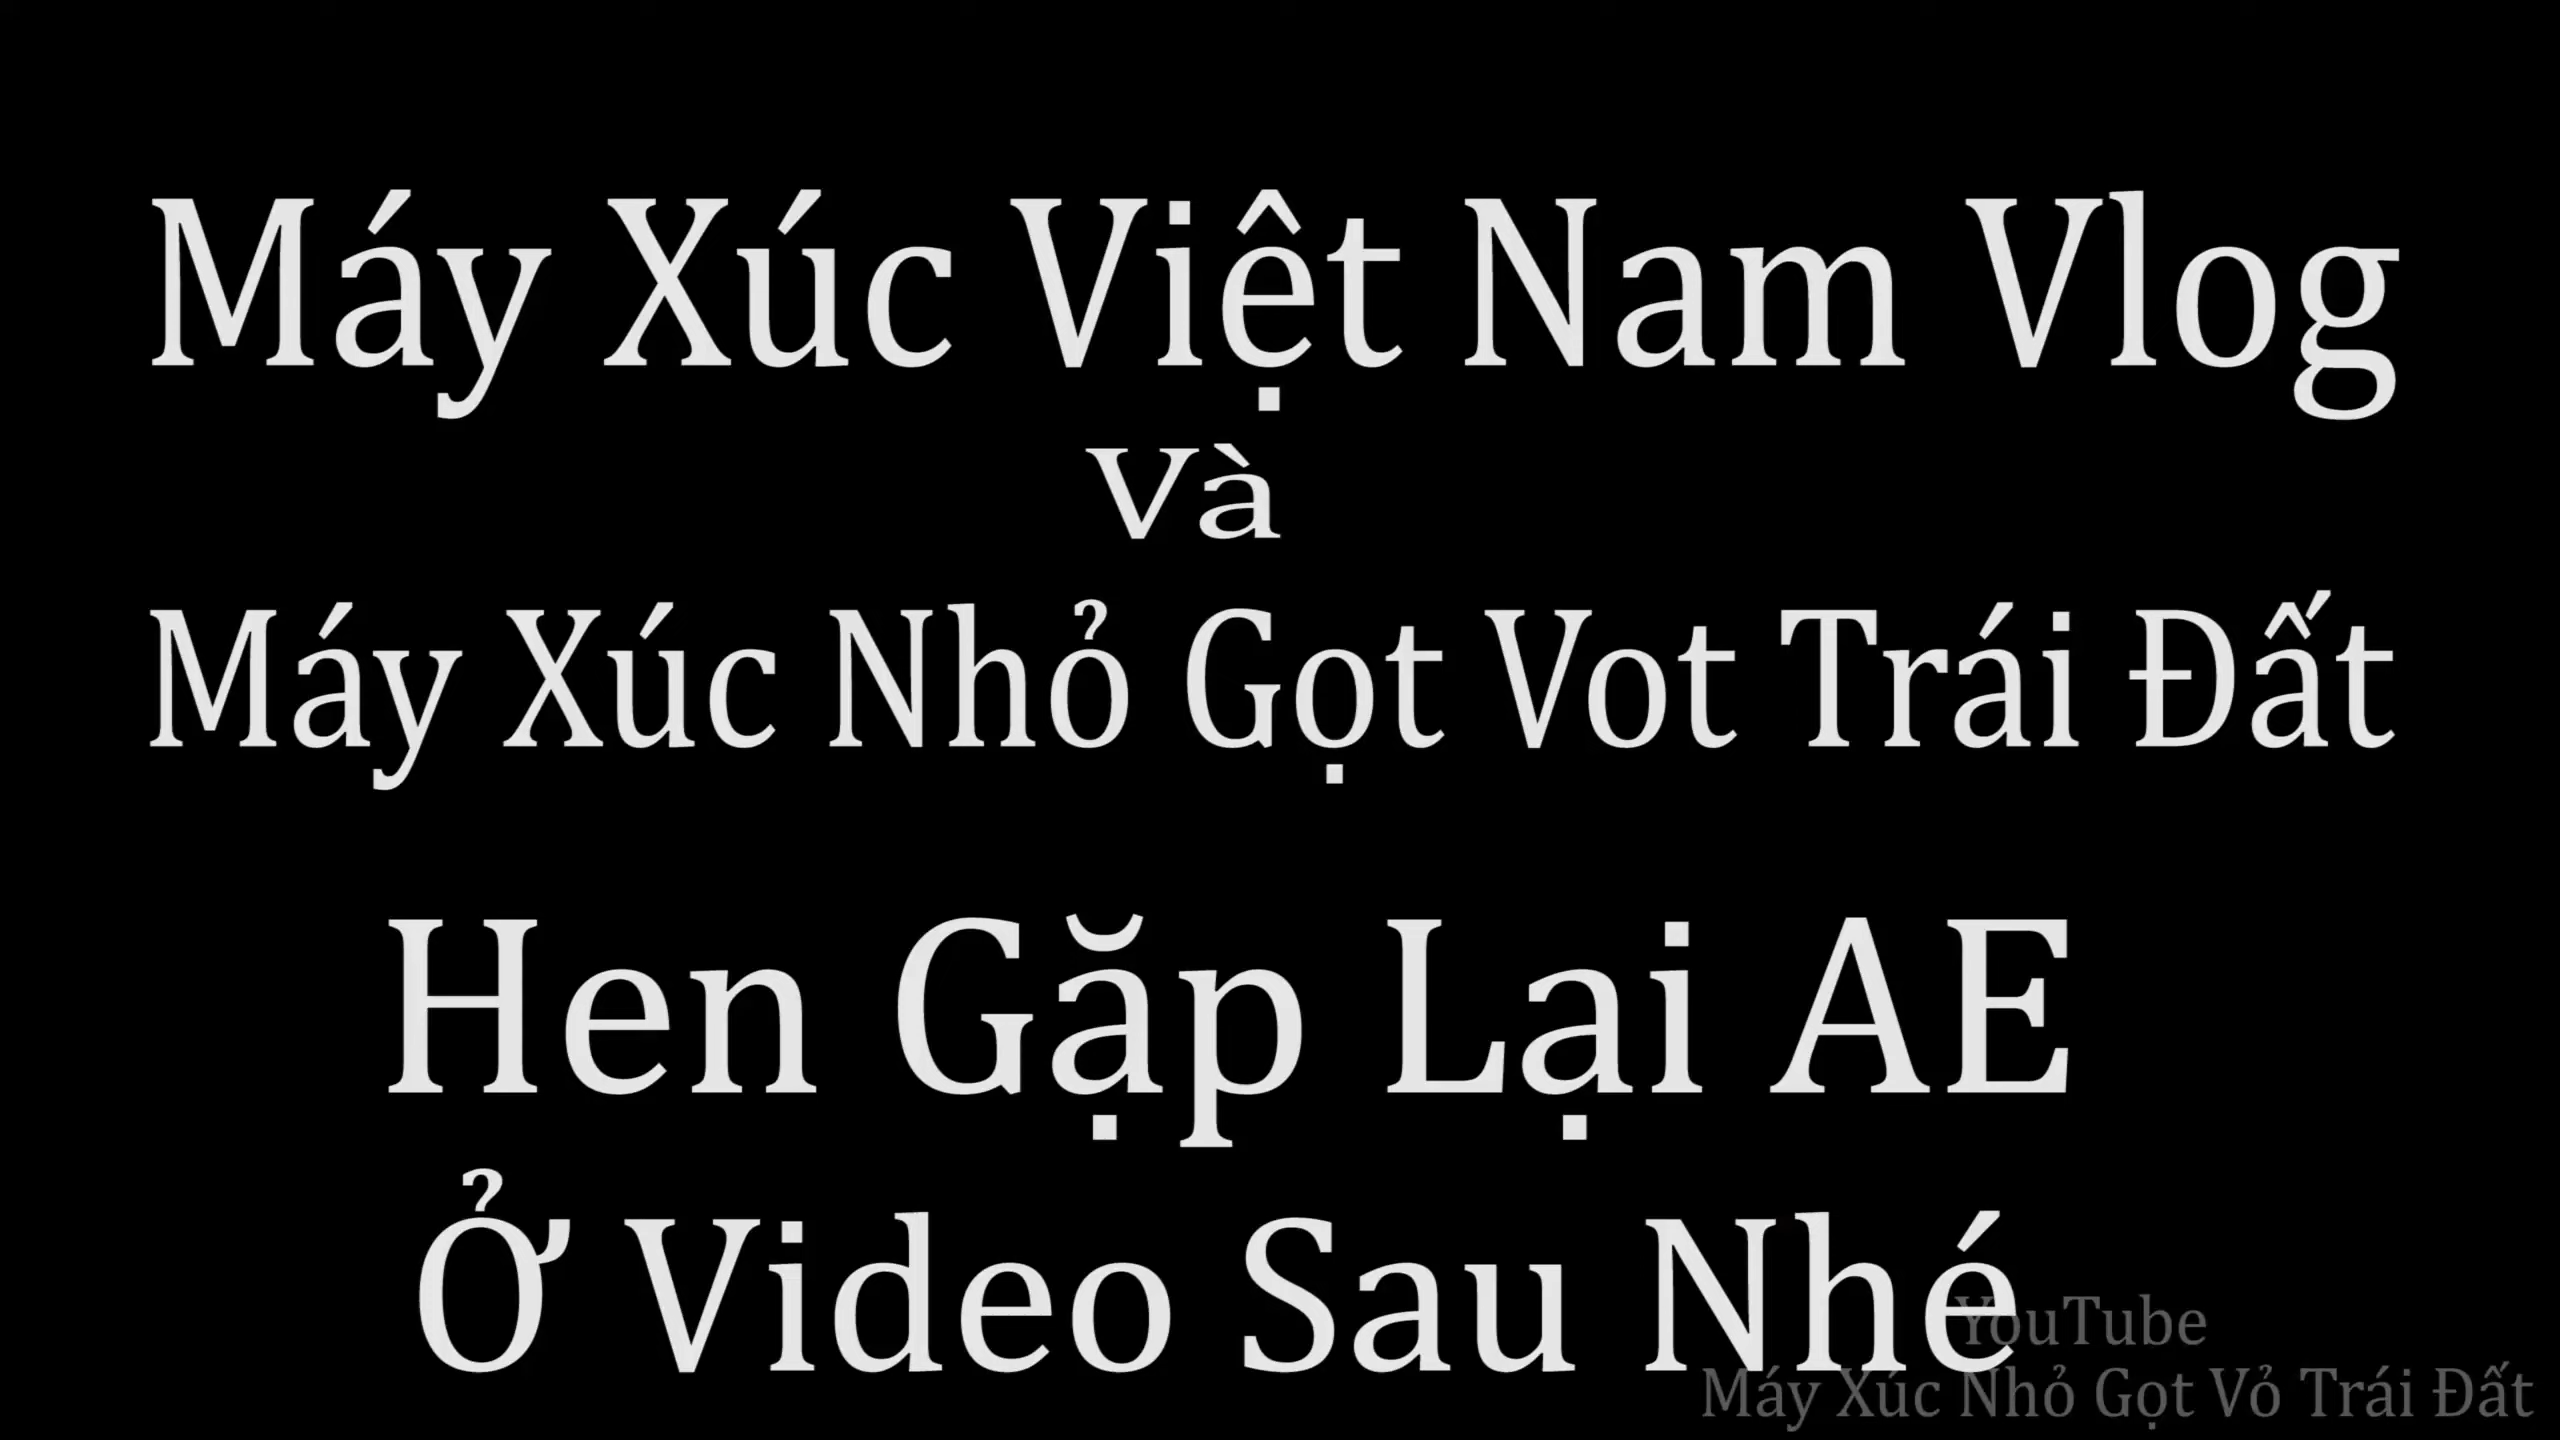 Máy Xúc Việt Nam Vlog
Và
Máy Xúc Nhỏ Gọt Vot Trái Đất
Hen Gặp Lại AE
Ở Video Sau Nhé
YouTube
Máy Xúc Nhỏ Gọt Vỏ Trái Đất